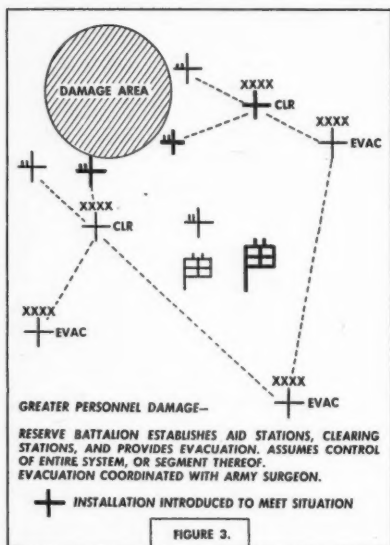 DAMAGE AREA
XXXX
CLR
XXXX
EVAC
XXXX
CLR
XXXX
EVAC
XXXX
EVAC
GREATER PERSONNEL DAMAGE—
RESERVE BATTALION ESTABLISHES AID STATIONS, CLEARING
STATIONS, AND PROVIDES EVACUATION. ASSUMES CONTROL
OF ENTIRE SYSTEM, OR SEGMENT THEREOF.
EVACUATION COORDINATED WITH ARMY SURGEON.
INSTALLATION INTRODUCED TO MEET SITUATION
FIGURE 3.